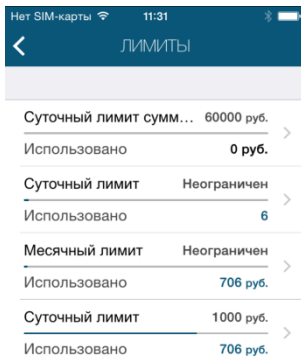 Нет SIM-карты 11:31
ЛИМИТЫ
Суточный лимит сумм... 60000 руб.
Использовано 0 руб.
Суточный лимит Неограничен
Использовано 6
Месячный лимит Неограничен
Использовано 706 руб.
Суточный лимит 1000 руб.
Использовано 706 руб.